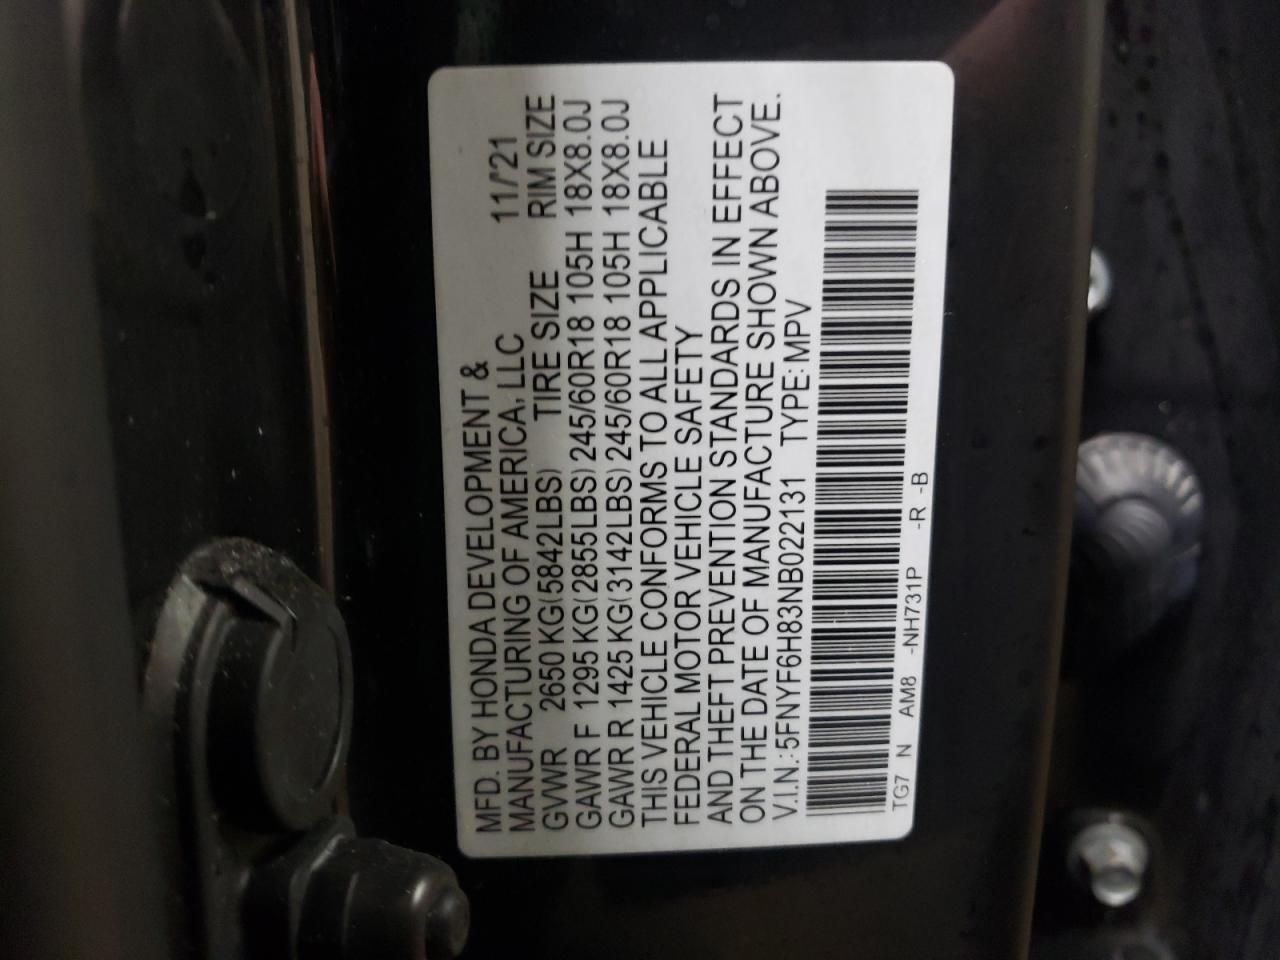 MFD. BY HONDA DEVELOPMENT &
MANUFACTURING OF AMERICA, LLC 11/'21
GVWR 2650 KG(5842LBS) TIRE SIZE RIM SIZE
GAWR F 1295 KG(2855LBS) 245/60R18 105H 18X8.0J
GAWR R 1425 KG(3142LBS) 245/60R18 105H 18X8.0J
THIS VEHICLE CONFORMS TO ALL APPLICABLE
FEDERAL MOTOR VEHICLE SAFETY
AND THEFT PREVENTION STANDARDS IN EFFECT
ON THE DATE OF MANUFACTURE SHOWN ABOVE.
V.I.N.:5FNYF6H83NB022131 TYPE:MPV
TG7 N AM8 -NH731P -R -B